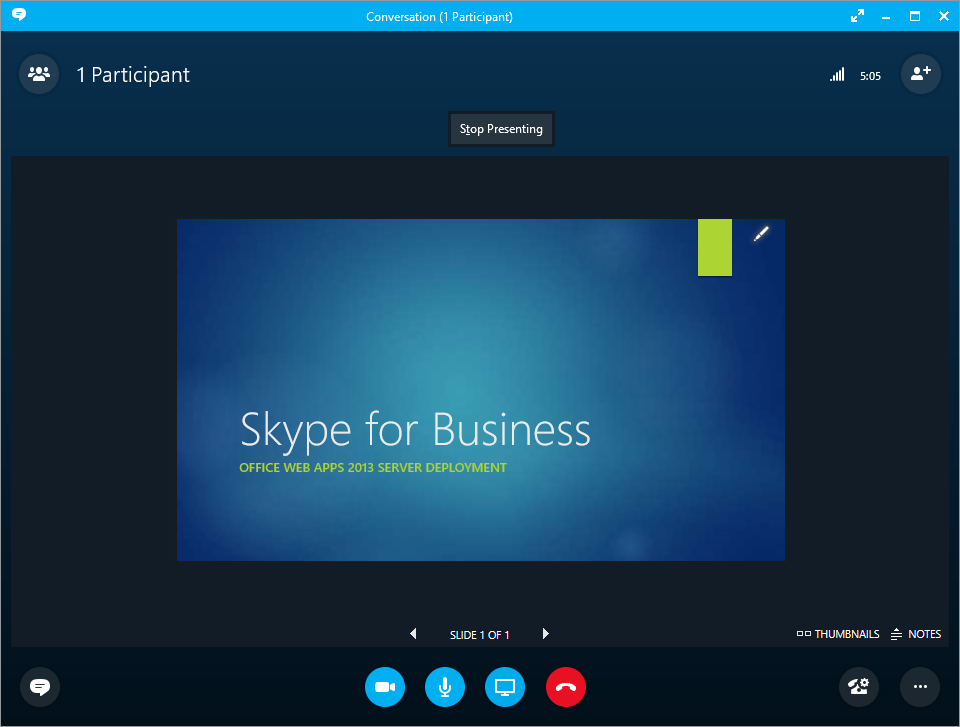 Conversation (1 Participant)
1 Participant
5:05
Stop Presenting
Skype for Business
OFFICE WEB APPS 2013 SERVER DEPLOYMENT
SLIDE 1 OF 1
THUMBNAILS
NOTES